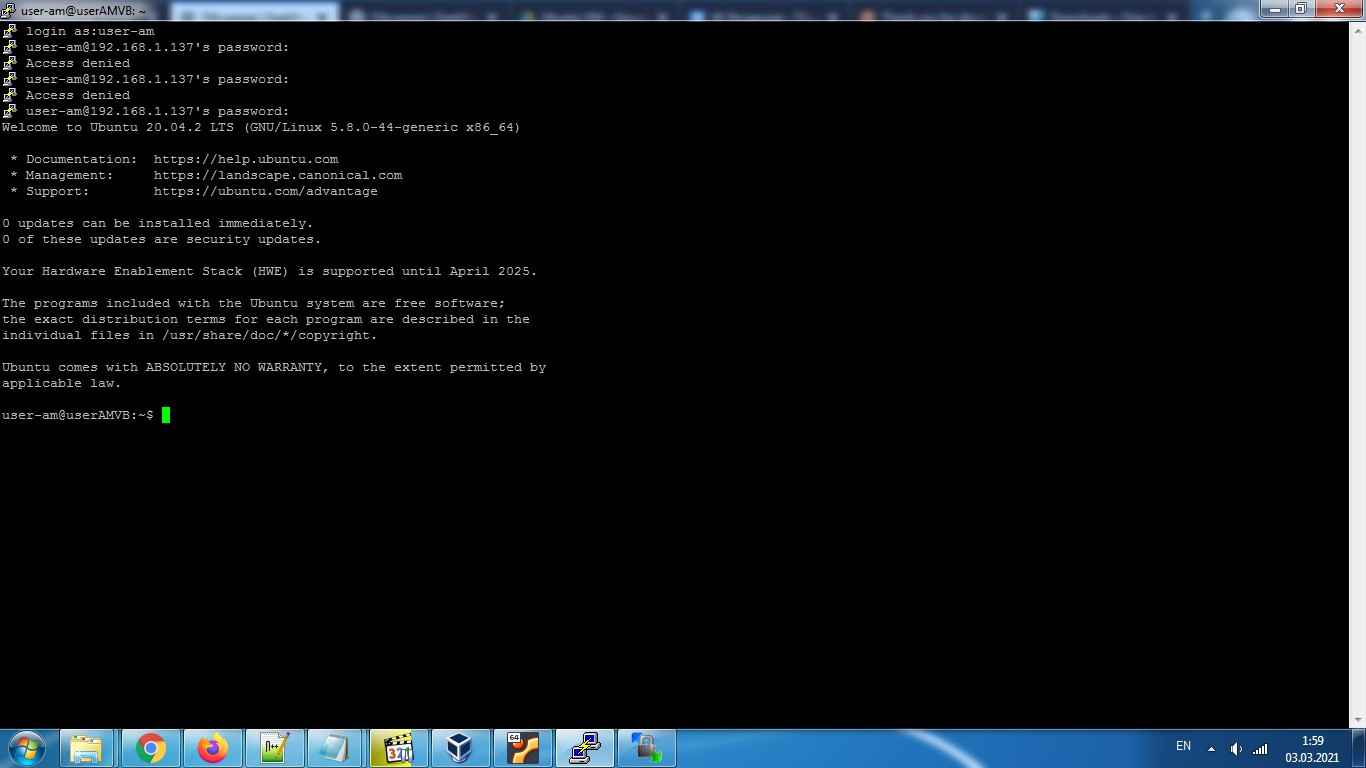 user-am@userAMVB: ~
login as:user-am
user-am@192.168.1.137's password:
Access denied
user-am@192.168.1.137's password:
Access denied
user-am@192.168.1.137's password:
Welcome to Ubuntu 20.04.2 LTS (GNU/Linux 5.8.0-44-generic x86_64)
* Documentation:  https://help.ubuntu.com
* Management:     https://landscape.canonical.com
* Support:        https://ubuntu.com/advantage
0 updates can be installed immediately.
0 of these updates are security updates.
Your Hardware Enablement Stack (HWE) is supported until April 2025.
The programs included with the Ubuntu system are free software;
the exact distribution terms for each program are described in the
individual files in /usr/share/doc/*/copyright.
Ubuntu comes with ABSOLUTELY NO WARRANTY, to the extent permitted by
applicable law.
user-am@userAMVB:~$
64
321
EN
1:59
03.03.2021